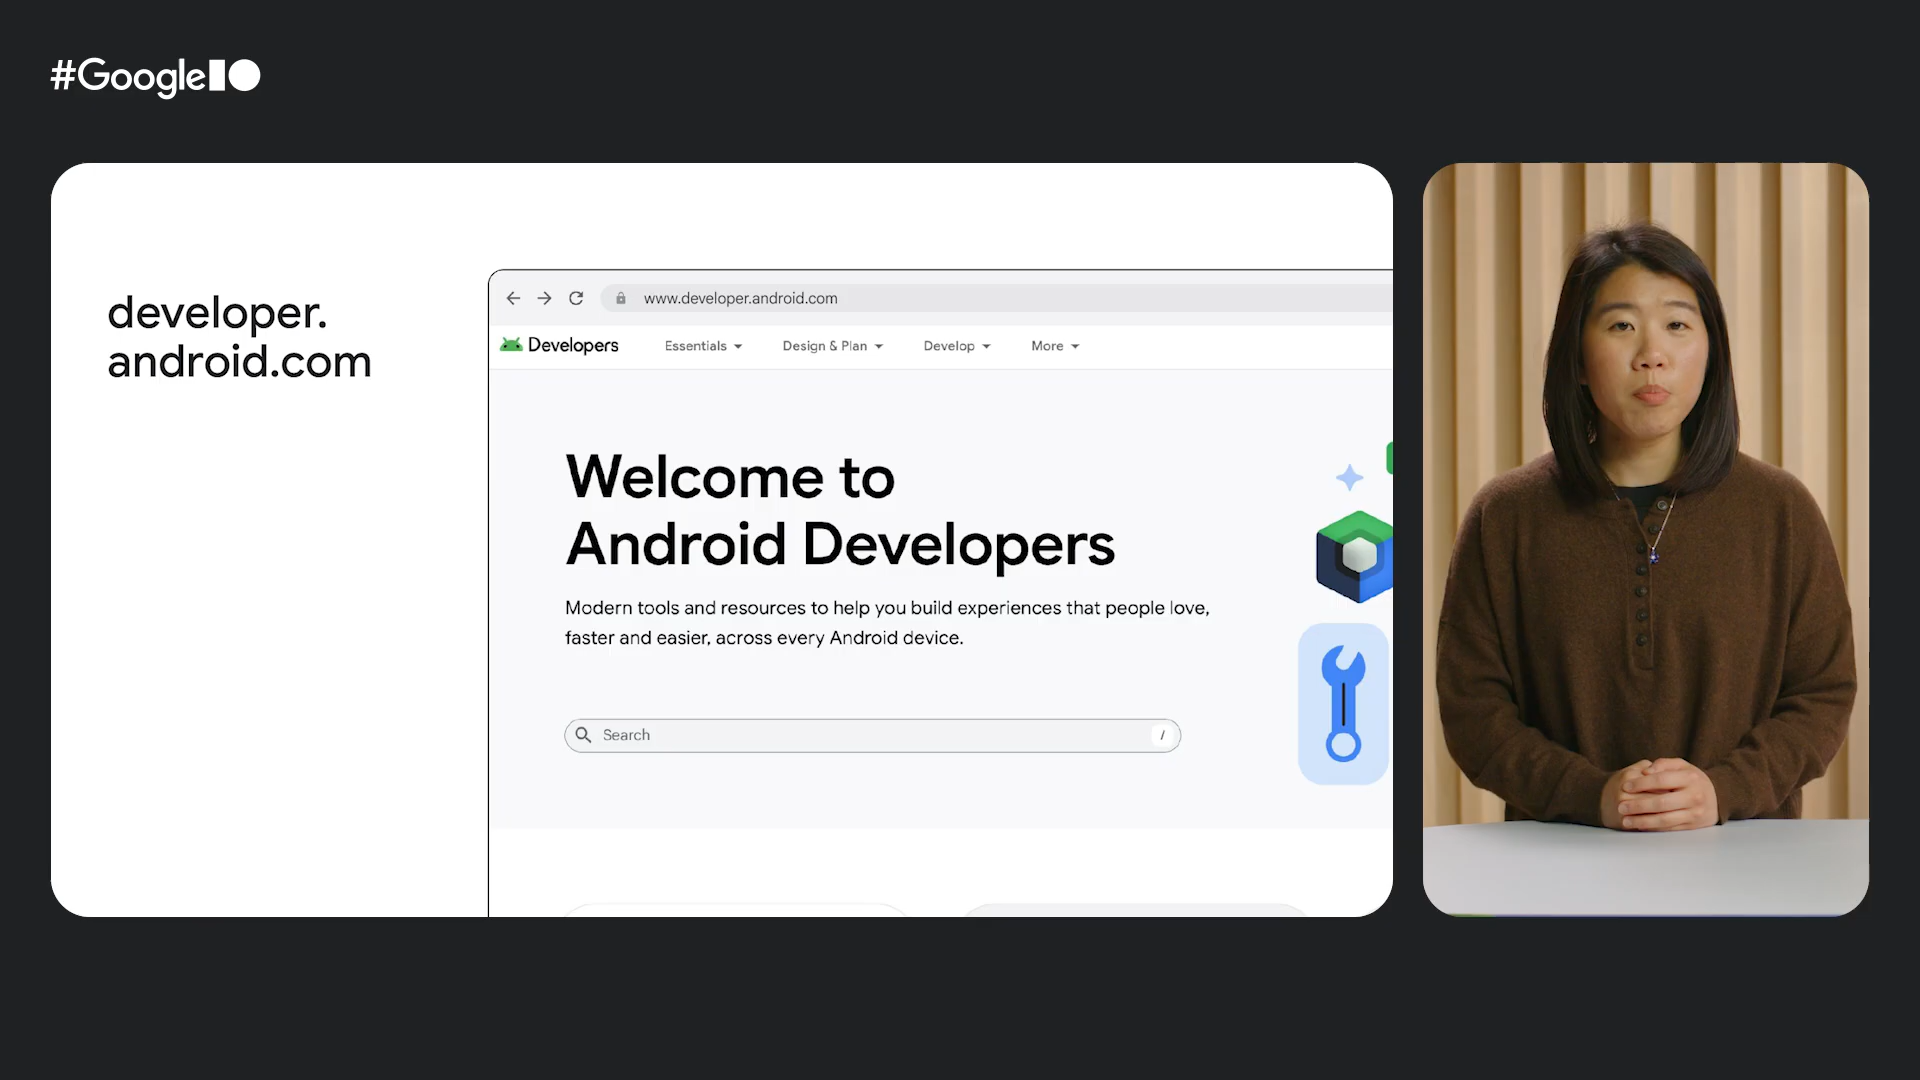 #GoogleIO
developer.
android.com
www.developer.android.com
Developers
Essentials
Design & Plan
Develop
More
Welcome to
Android Developers
Modern tools and resources to help you build experiences that people love,
faster and easier, across every Android device.
Search
/